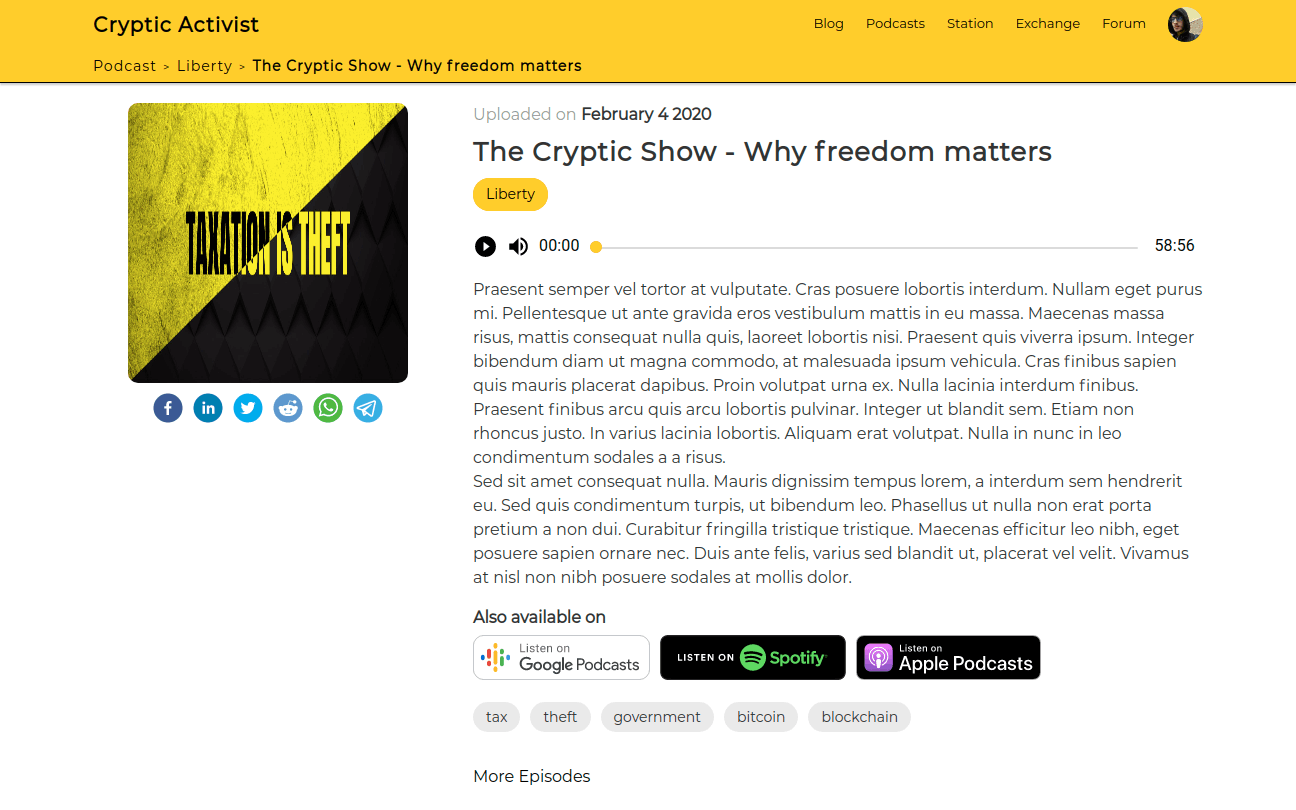 Cryptic Activist
Blog Podcasts Station Exchange Forum
Podcast > Liberty > The Cryptic Show - Why freedom matters
TAXATION IS THEFT
Uploaded on February 4 2020
The Cryptic Show - Why freedom matters
Liberty
00:00 58:56
Praesent semper vel tortor at vulputate. Cras posuere lobortis interdum. Nullam eget purus
mi. Pellentesque ut ante gravida eros vestibulum mattis in eu massa. Maecenas massa
risus, mattis consequat nulla quis, laoreet lobortis nisi. Praesent quis viverra ipsum. Integer
bibendum diam ut magna commodo, at malesuada ipsum vehicula. Cras finibus sapien
quis mauris placerat dapibus. Proin volutpat urna ex. Nulla lacinia interdum finibus.
Praesent finibus arcu quis arcu lobortis pulvinar. Integer ut blandit sem. Etiam non
rhoncus justo. In varius lacinia lobortis. Aliquam erat volutpat. Nulla in nunc in leo
condimentum sodales a a risus.
Sed sit amet consequat nulla. Mauris dignissim tempus lorem, a interdum sem hendrerit
eu. Sed quis condimentum turpis, ut bibendum leo. Phasellus ut nulla non erat porta
pretium a non dui. Curabitur fringilla tristique tristique. Maecenas efficitur leo nibh, eget
posuere sapien ornare nec. Duis ante felis, varius sed blandit ut, placerat vel velit. Vivamus
at nisl non nibh posuere sodales at mollis dolor.
Also available on
Listen on
Google Podcasts
LISTEN ON Spotify
Listen on
Apple Podcasts
tax theft government bitcoin blockchain
More Episodes